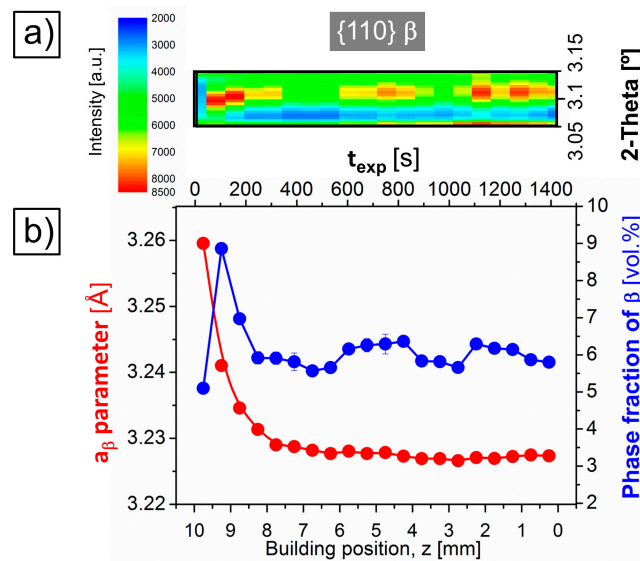 a)
{110} β
Intensity [a.u.]
2000
3000
4000
5000
6000
7000
8000
8500
3.15
3.1
3.05
2-Theta [º]
t_exp [s]
0 200 400 600 800 1000 1200 1400
b)
a_β parameter [Å]
3.26
3.25
3.24
3.23
3.22
10
9
8
7
6
5
4
3
2
Phase fraction of β [vol.%]
10 9 8 7 6 5 4 3 2 1 0
Building position, z [mm]